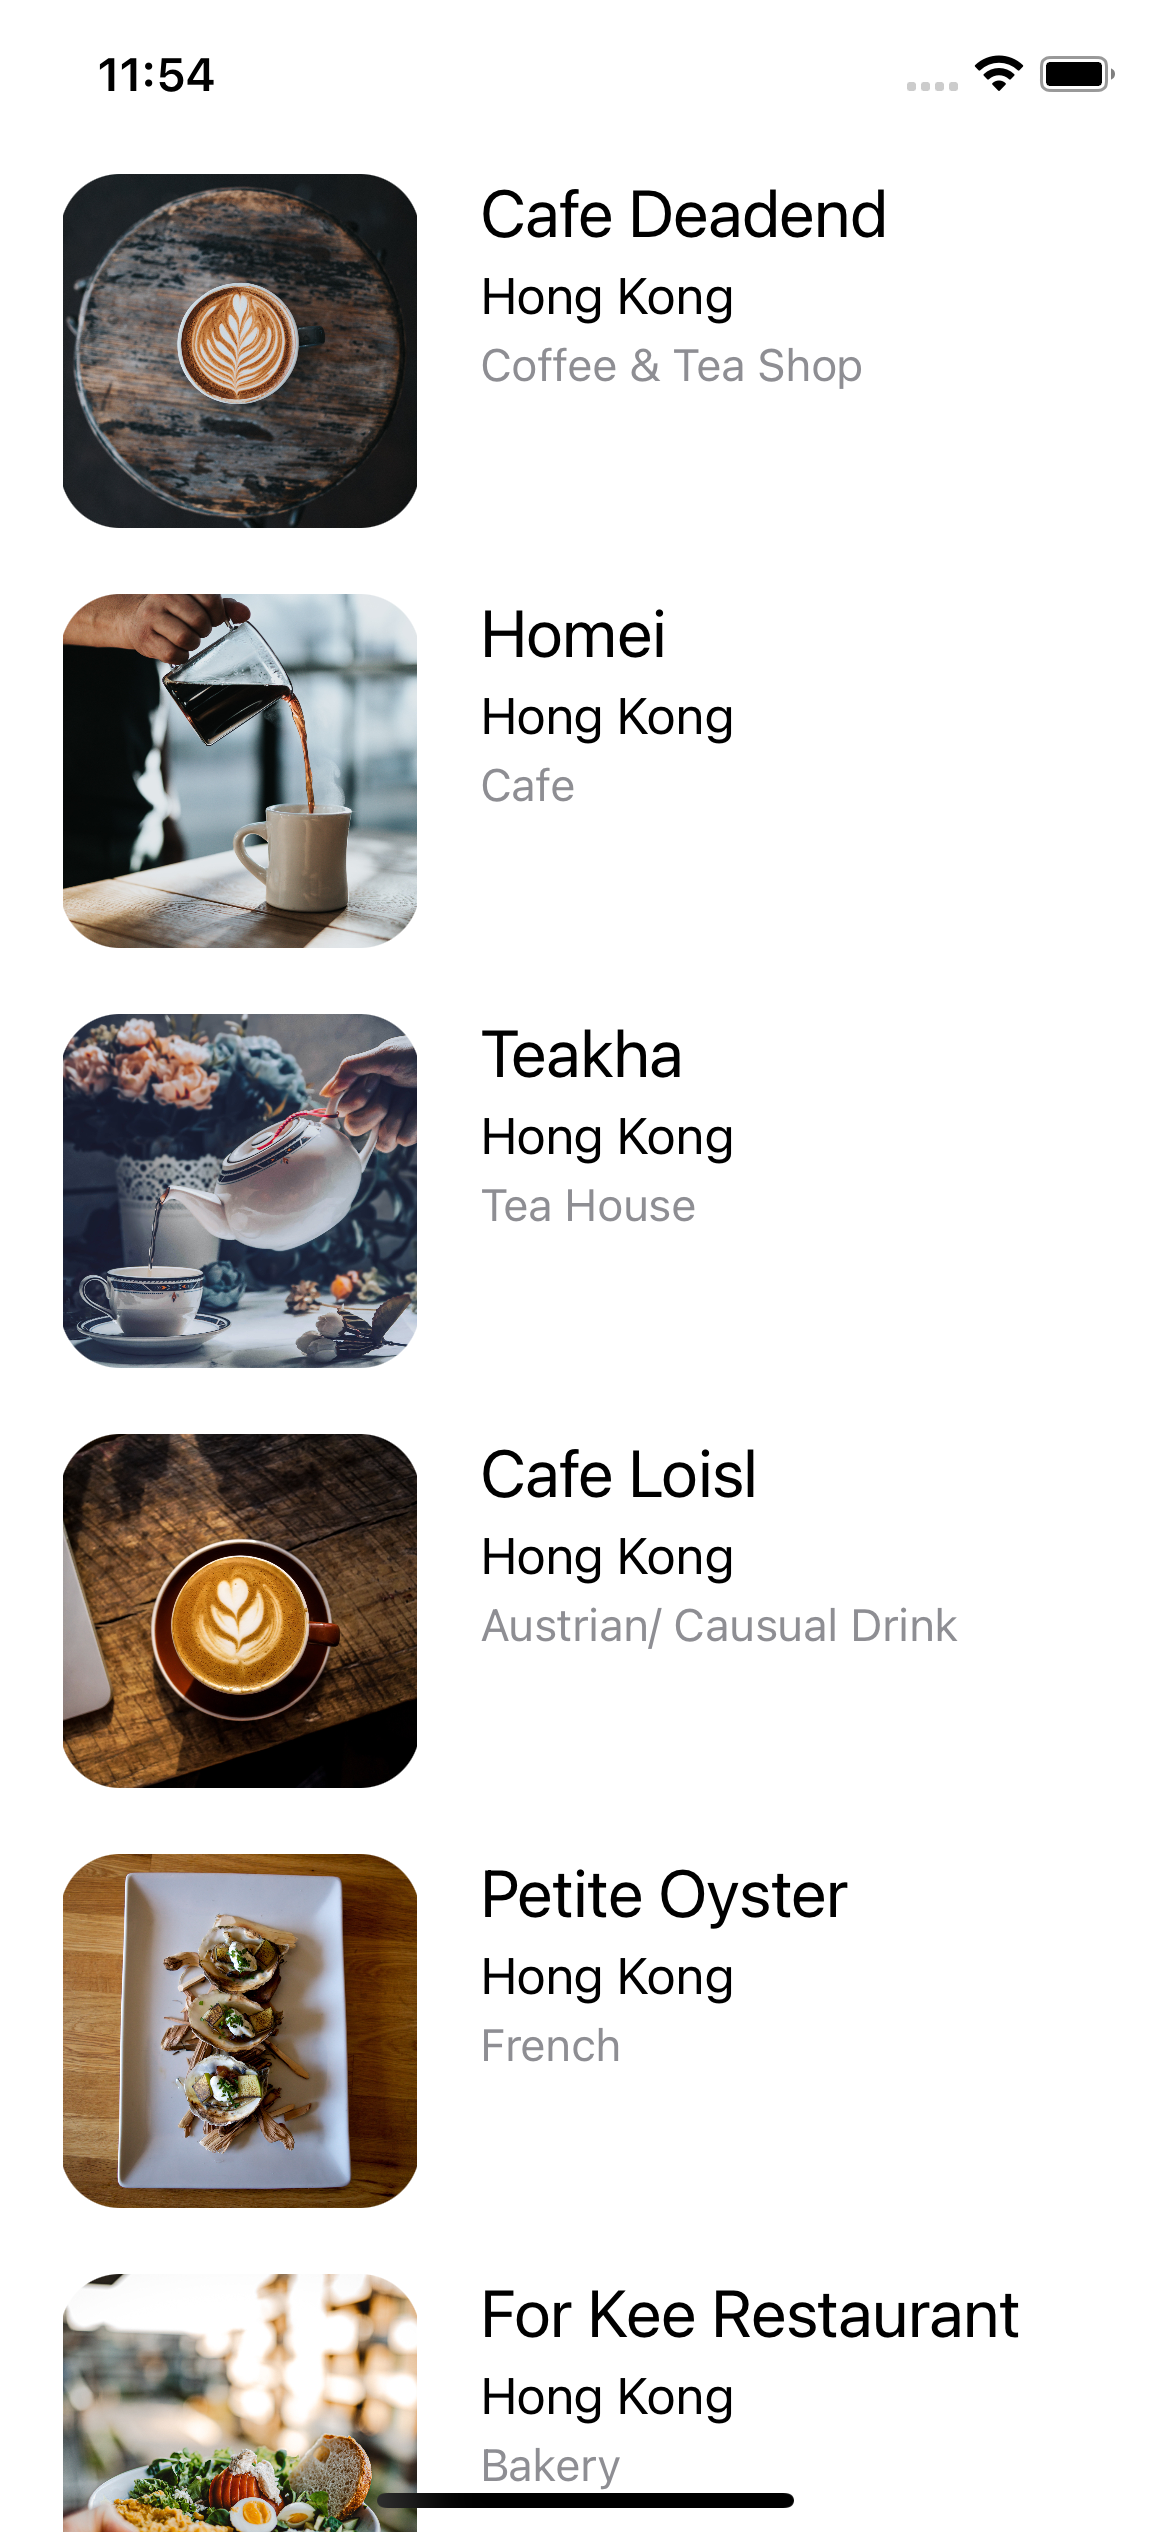 11:54
Cafe Deadend
Hong Kong
Coffee & Tea Shop
Homei
Hong Kong
Cafe
Teakha
Hong Kong
Tea House
Cafe Loisl
Hong Kong
Austrian/ Causual Drink
Petite Oyster
Hong Kong
French
For Kee Restaurant
Hong Kong
Bakery